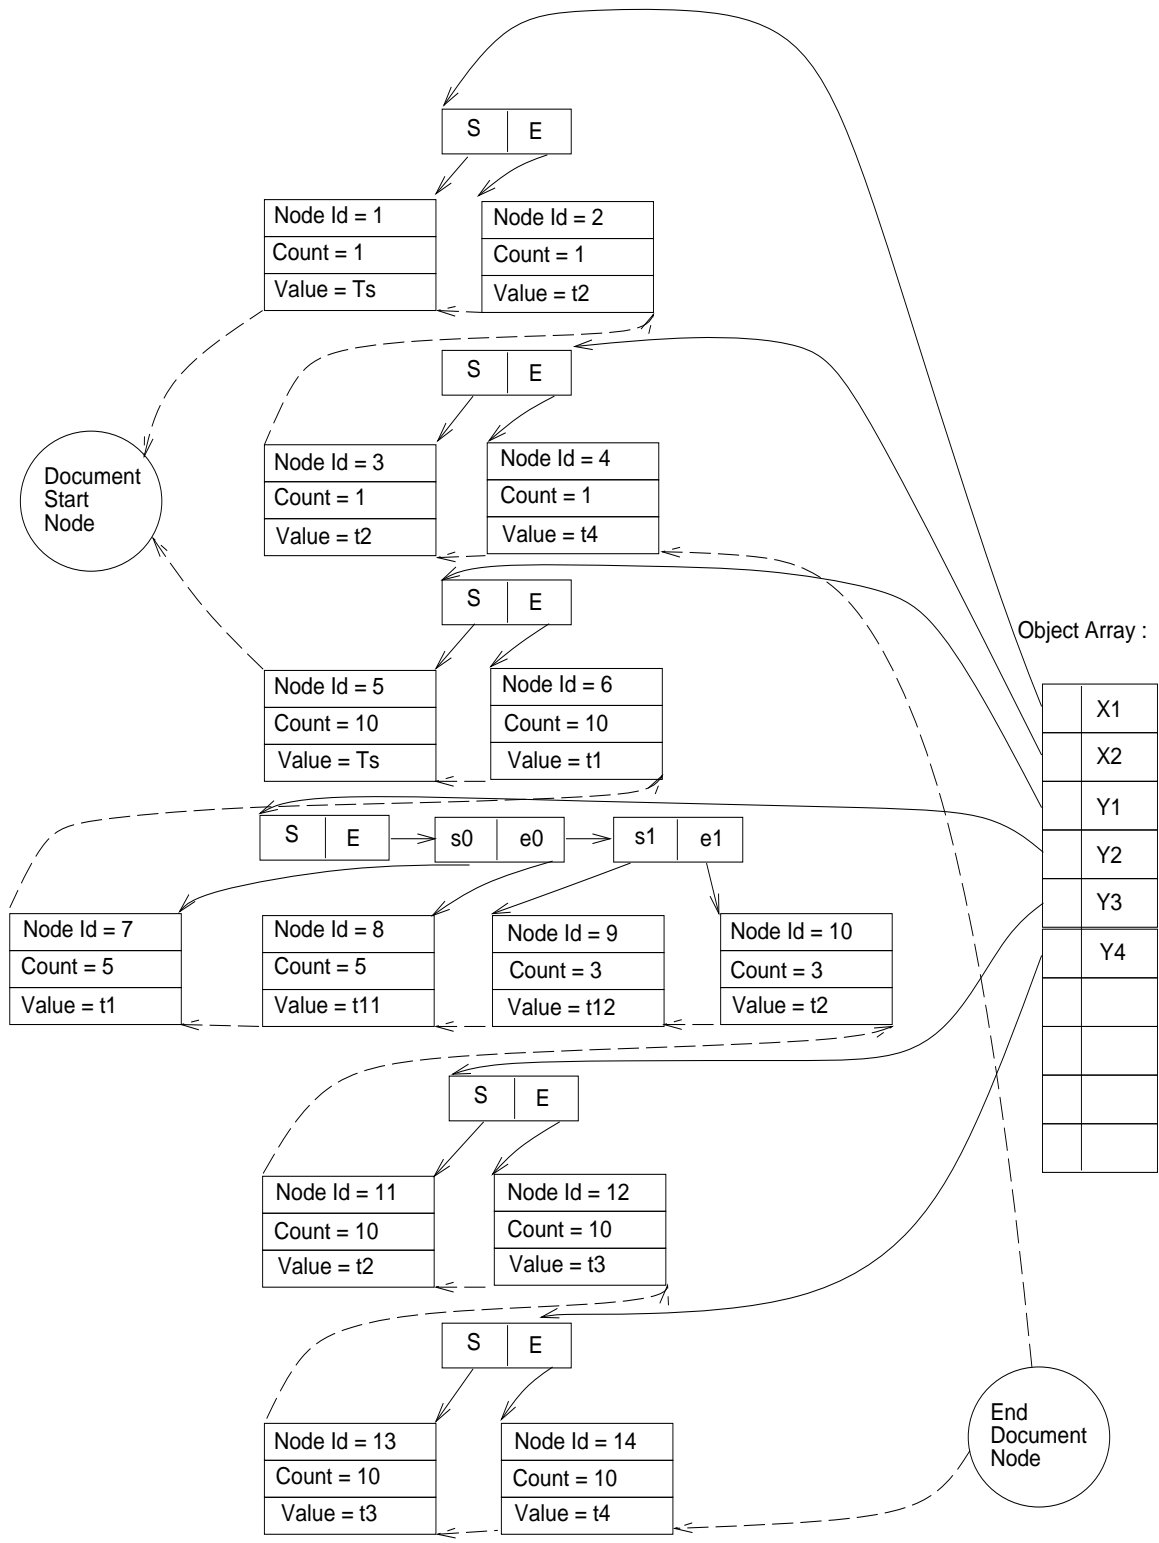 S E
Node Id = 1
Count = 1
Value = Ts
Node Id = 2
Count = 1
Value = t2
S E
Node Id = 3
Count = 1
Value = t2
Node Id = 4
Count = 1
Value = t4
Document
Start
Node
S E
Node Id = 5
Count = 10
Value = Ts
Node Id = 6
Count = 10
Value = t1
Object Array :
X1
X2
Y1
Y2
Y3
Y4
S E
s0 e0
s1 e1
Node Id = 7
Count = 5
Value = t1
Node Id = 8
Count = 5
Value = t11
Node Id = 9
Count = 3
Value = t12
Node Id = 10
Count = 3
Value = t2
S E
Node Id = 11
Count = 10
Value = t2
Node Id = 12
Count = 10
Value = t3
S E
Node Id = 13
Count = 10
Value = t3
Node Id = 14
Count = 10
Value = t4
End
Document
Node